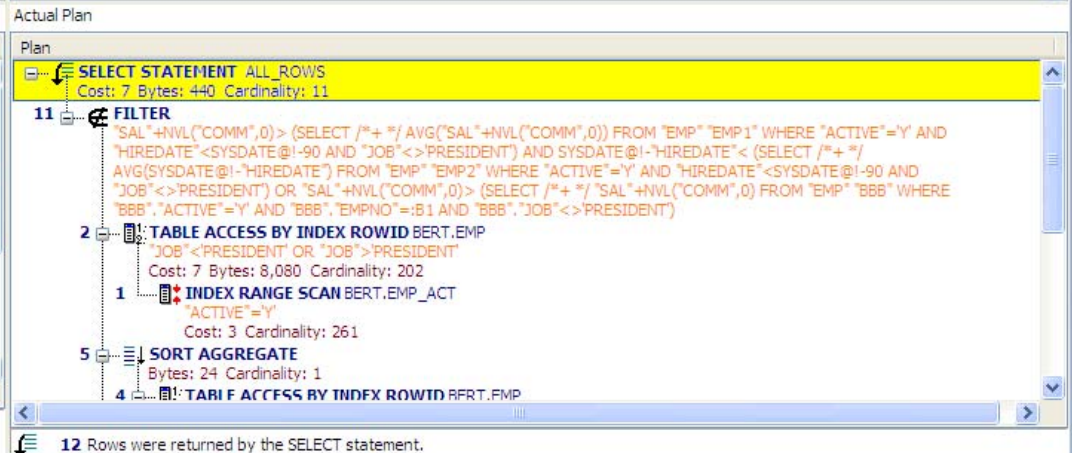 Actual Plan
Plan
SELECT STATEMENT ALL_ROWS
Cost: 7 Bytes: 440 Cardinality: 11
11 FILTER
"SAL"+NVL("COMM",0)> (SELECT /*+ */ AVG("SAL"+NVL("COMM",0)) FROM "EMP" "EMP1" WHERE "ACTIVE"='Y' AND
"HIREDATE"<SYSDATE@!-90 AND "JOB"<>'PRESIDENT') AND SYSDATE@!-"HIREDATE"< (SELECT /*+ */
AVG(SYSDATE@!-"HIREDATE") FROM "EMP" "EMP2" WHERE "ACTIVE"='Y' AND "HIREDATE"<SYSDATE@!-90 AND
"JOB"<>'PRESIDENT') OR "SAL"+NVL("COMM",0)> (SELECT /*+ */ "SAL"+NVL("COMM",0) FROM "EMP" "BBB" WHERE
"BBB"."ACTIVE"='Y' AND "BBB"."EMPNO"=:B1 AND "BBB"."JOB"<>'PRESIDENT')
2 TABLE ACCESS BY INDEX ROWID BERT.EMP
"JOB"<'PRESIDENT' OR "JOB">'PRESIDENT'
Cost: 7 Bytes: 8,080 Cardinality: 202
1 INDEX RANGE SCAN BERT.EMP_ACT
"ACTIVE"='Y'
Cost: 3 Cardinality: 261
5 SORT AGGREGATE
Bytes: 24 Cardinality: 1
4 TABLE ACCESS BY INDEX ROWID BERT.EMP
12 Rows were returned by the SELECT statement.